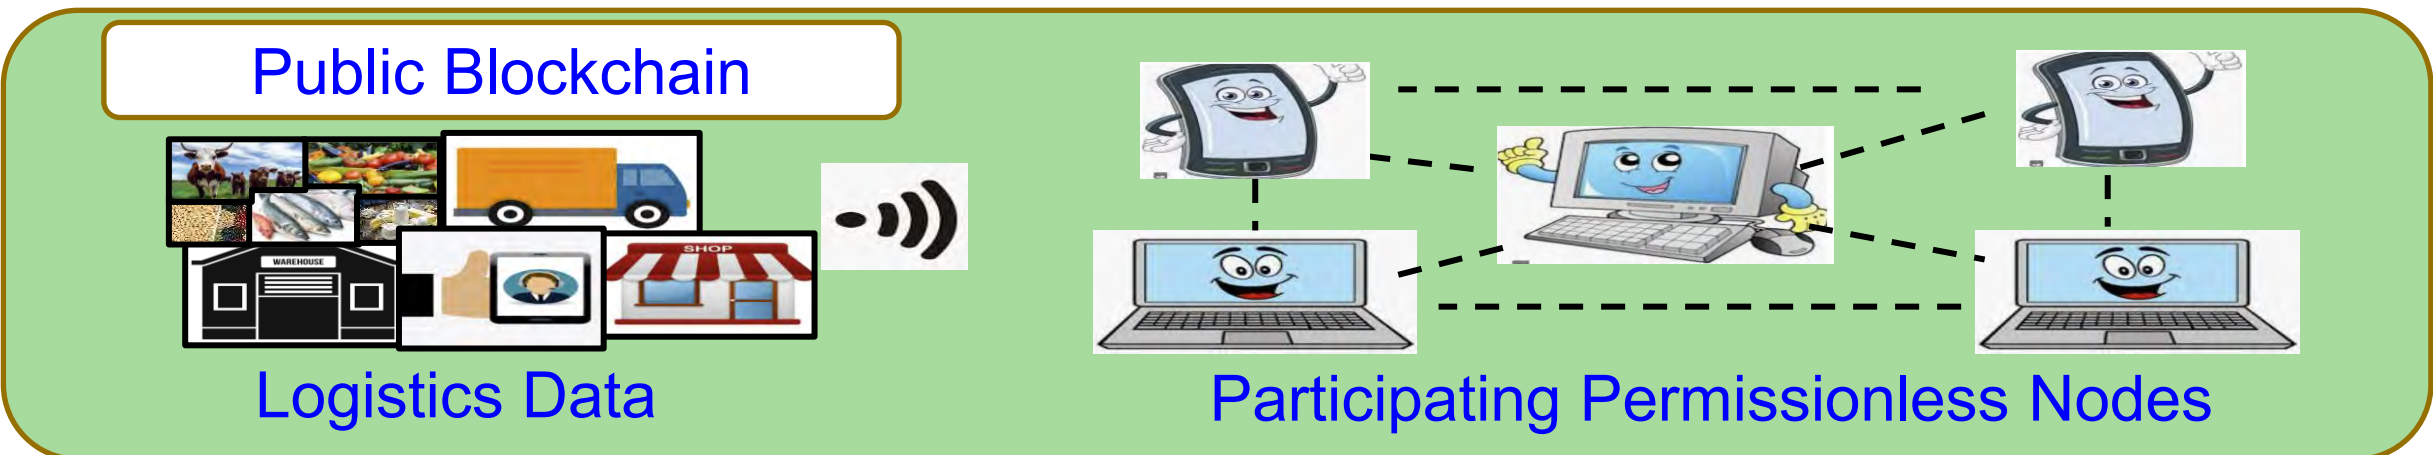 Public Blockchain
WAREHOUSE
SHOP
Logistics Data
Participating Permissionless Nodes